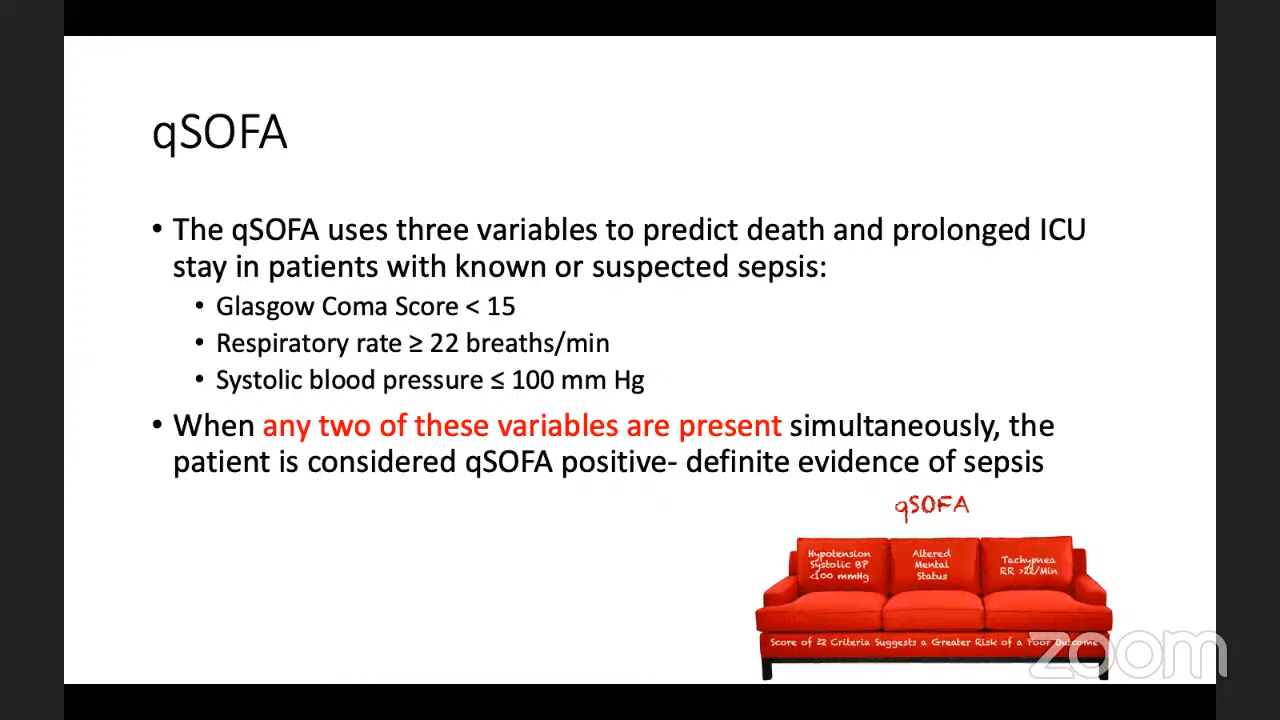 qSOFA
• The qSOFA uses three variables to predict death and prolonged ICU
stay in patients with known or suspected sepsis:
• Glasgow Coma Score < 15
• Respiratory rate ≥ 22 breaths/min
• Systolic blood pressure ≤ 100 mm Hg
• When any two of these variables are present simultaneously, the
patient is considered qSOFA positive- definite evidence of sepsis
qSOFA
Hypotension
Systolic BP
<100 mmHg
Altered
Mental
Status
Tachypnea
RR >22/Min
Score of ≥2 Criteria Suggests a Greater Risk of a Poor Outcome
zoom